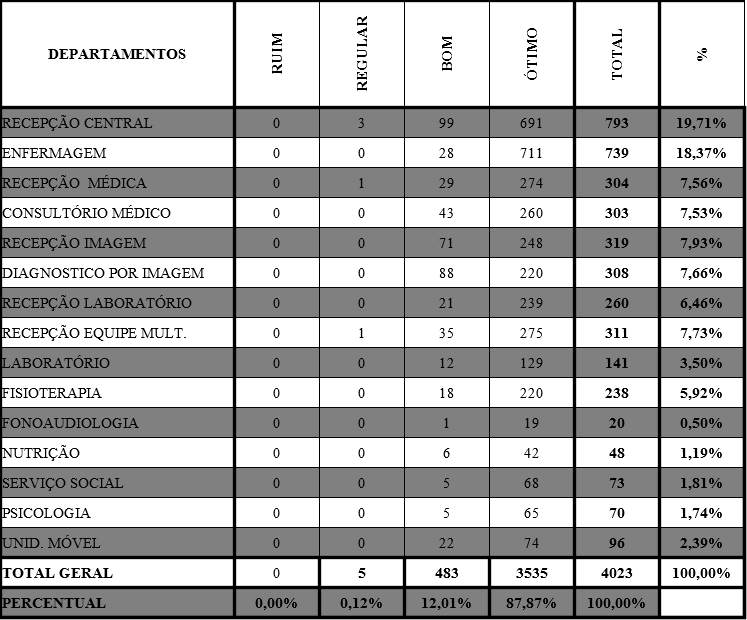 DEPARTAMENTOS RUIM REGULAR BOM ÓTIMO TOTAL %
RECEPÇÃO CENTRAL 0 3 99 691 793 19,71%
ENFERMAGEM 0 0 28 711 739 18,37%
RECEPÇÃO MÉDICA 0 1 29 274 304 7,56%
CONSULTÓRIO MÉDICO 0 0 43 260 303 7,53%
RECEPÇÃO IMAGEM 0 0 71 248 319 7,93%
DIAGNOSTICO POR IMAGEM 0 0 88 220 308 7,66%
RECEPÇÃO LABORATÓRIO 0 0 21 239 260 6,46%
RECEPÇÃO EQUIPE MULT. 0 1 35 275 311 7,73%
LABORATÓRIO 0 0 12 129 141 3,50%
FISIOTERAPIA 0 0 18 220 238 5,92%
FONOAUDIOLOGIA 0 0 1 19 20 0,50%
NUTRIÇÃO 0 0 6 42 48 1,19%
SERVIÇO SOCIAL 0 0 5 68 73 1,81%
PSICOLOGIA 0 0 5 65 70 1,74%
UNID. MÓVEL 0 0 22 74 96 2,39%
TOTAL GERAL 0 5 483 3535 4023 100,00%
PERCENTUAL 0,00% 0,12% 12,01% 87,87% 100,00%